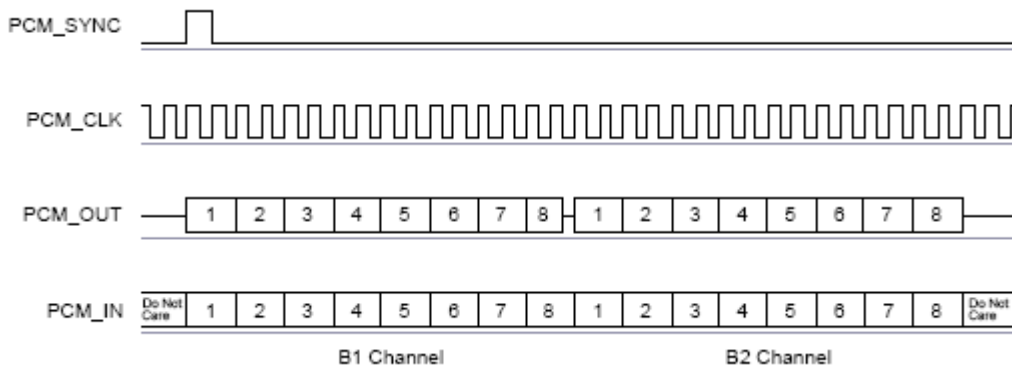 PCM_SYNC
PCM_CLK
PCM_OUT 1 2 3 4 5 6 7 8 1 2 3 4 5 6 7 8
PCM_IN Do Not Care 1 2 3 4 5 6 7 8 1 2 3 4 5 6 7 8 Do Not Care
B1 Channel B2 Channel